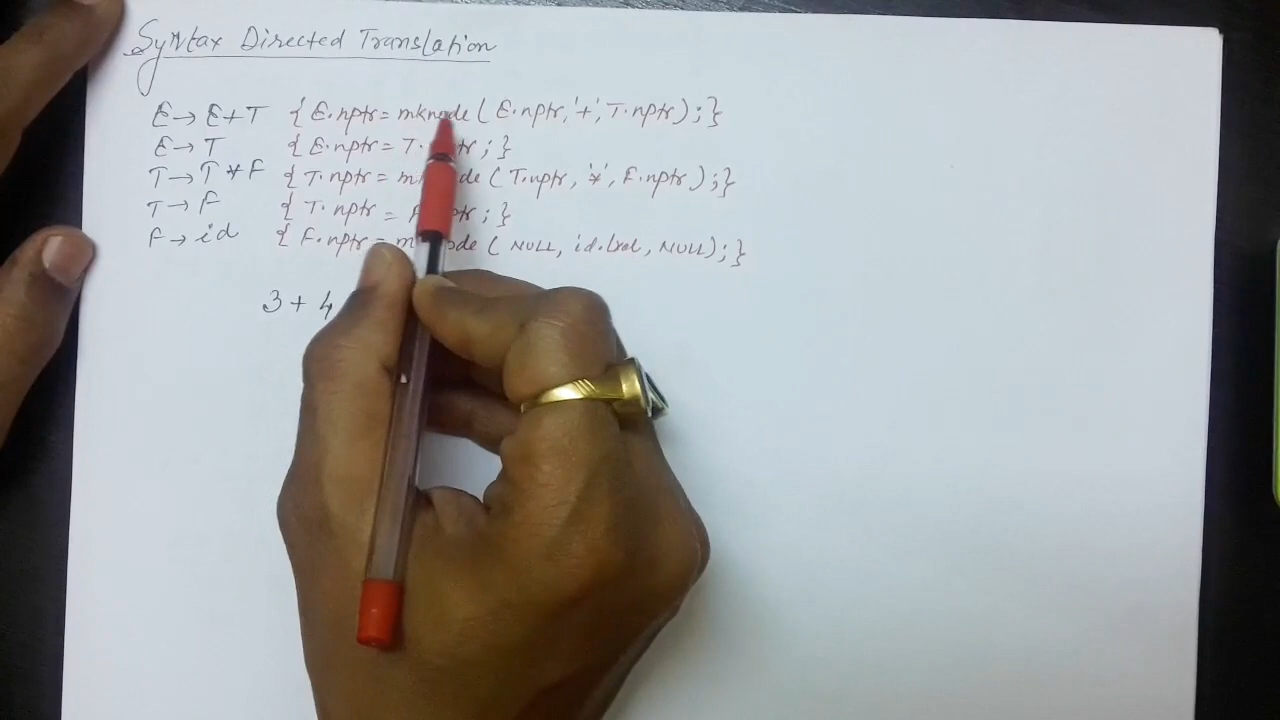 Syntax Directed Translation
E → E+T { E.nptr = mknode ( E.nptr, '+', T.nptr ) ; }
E → T { E.nptr = ; }
T → T * F { T.nptr = ( T.nptr, '*', F.nptr ) ; }
T → F { T.nptr = ; }
F → id { F.nptr = ( NULL, id.lval, NULL ) ; }
3 + 4